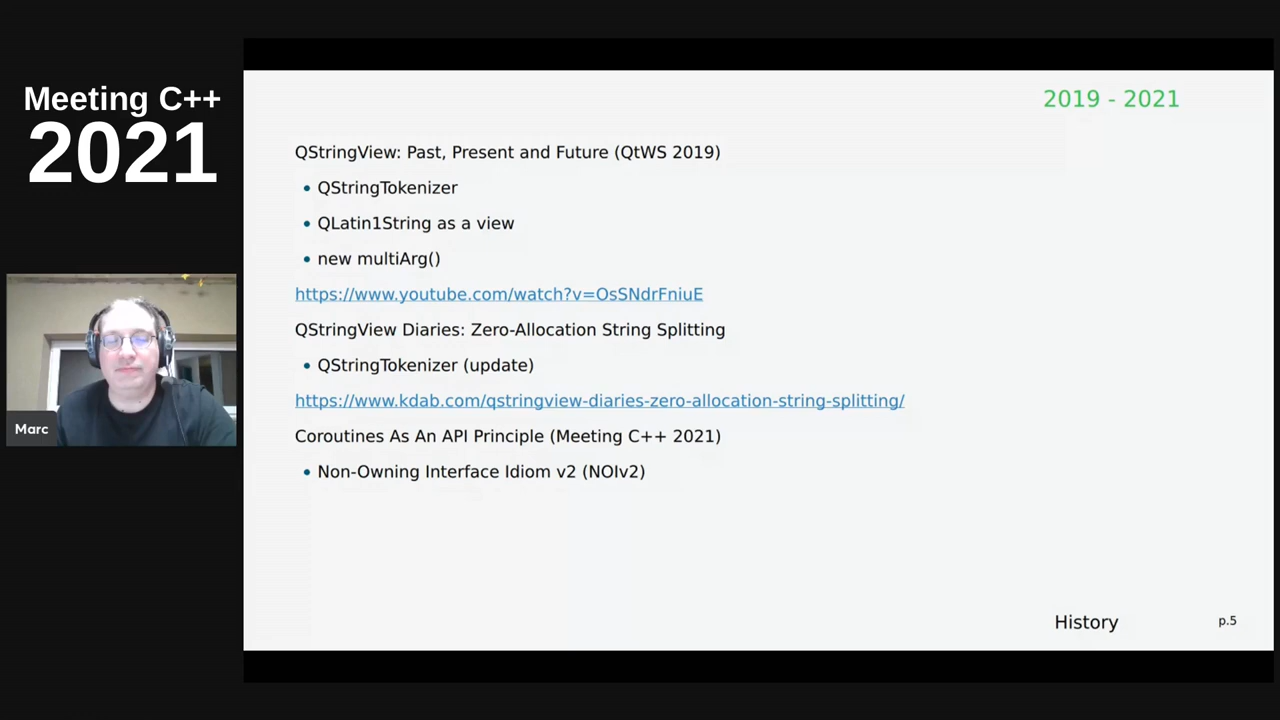 Meeting C++
2021
Marc
2019 - 2021
QStringView: Past, Present and Future (QtWS 2019)
• QStringTokenizer
• QLatin1String as a view
• new multiArg()
https://www.youtube.com/watch?v=OsSNdrFniuE
QStringView Diaries: Zero-Allocation String Splitting
• QStringTokenizer (update)
https://www.kdab.com/qstringview-diaries-zero-allocation-string-splitting/
Coroutines As An API Principle (Meeting C++ 2021)
• Non-Owning Interface Idiom v2 (NOIv2)
History
p.5